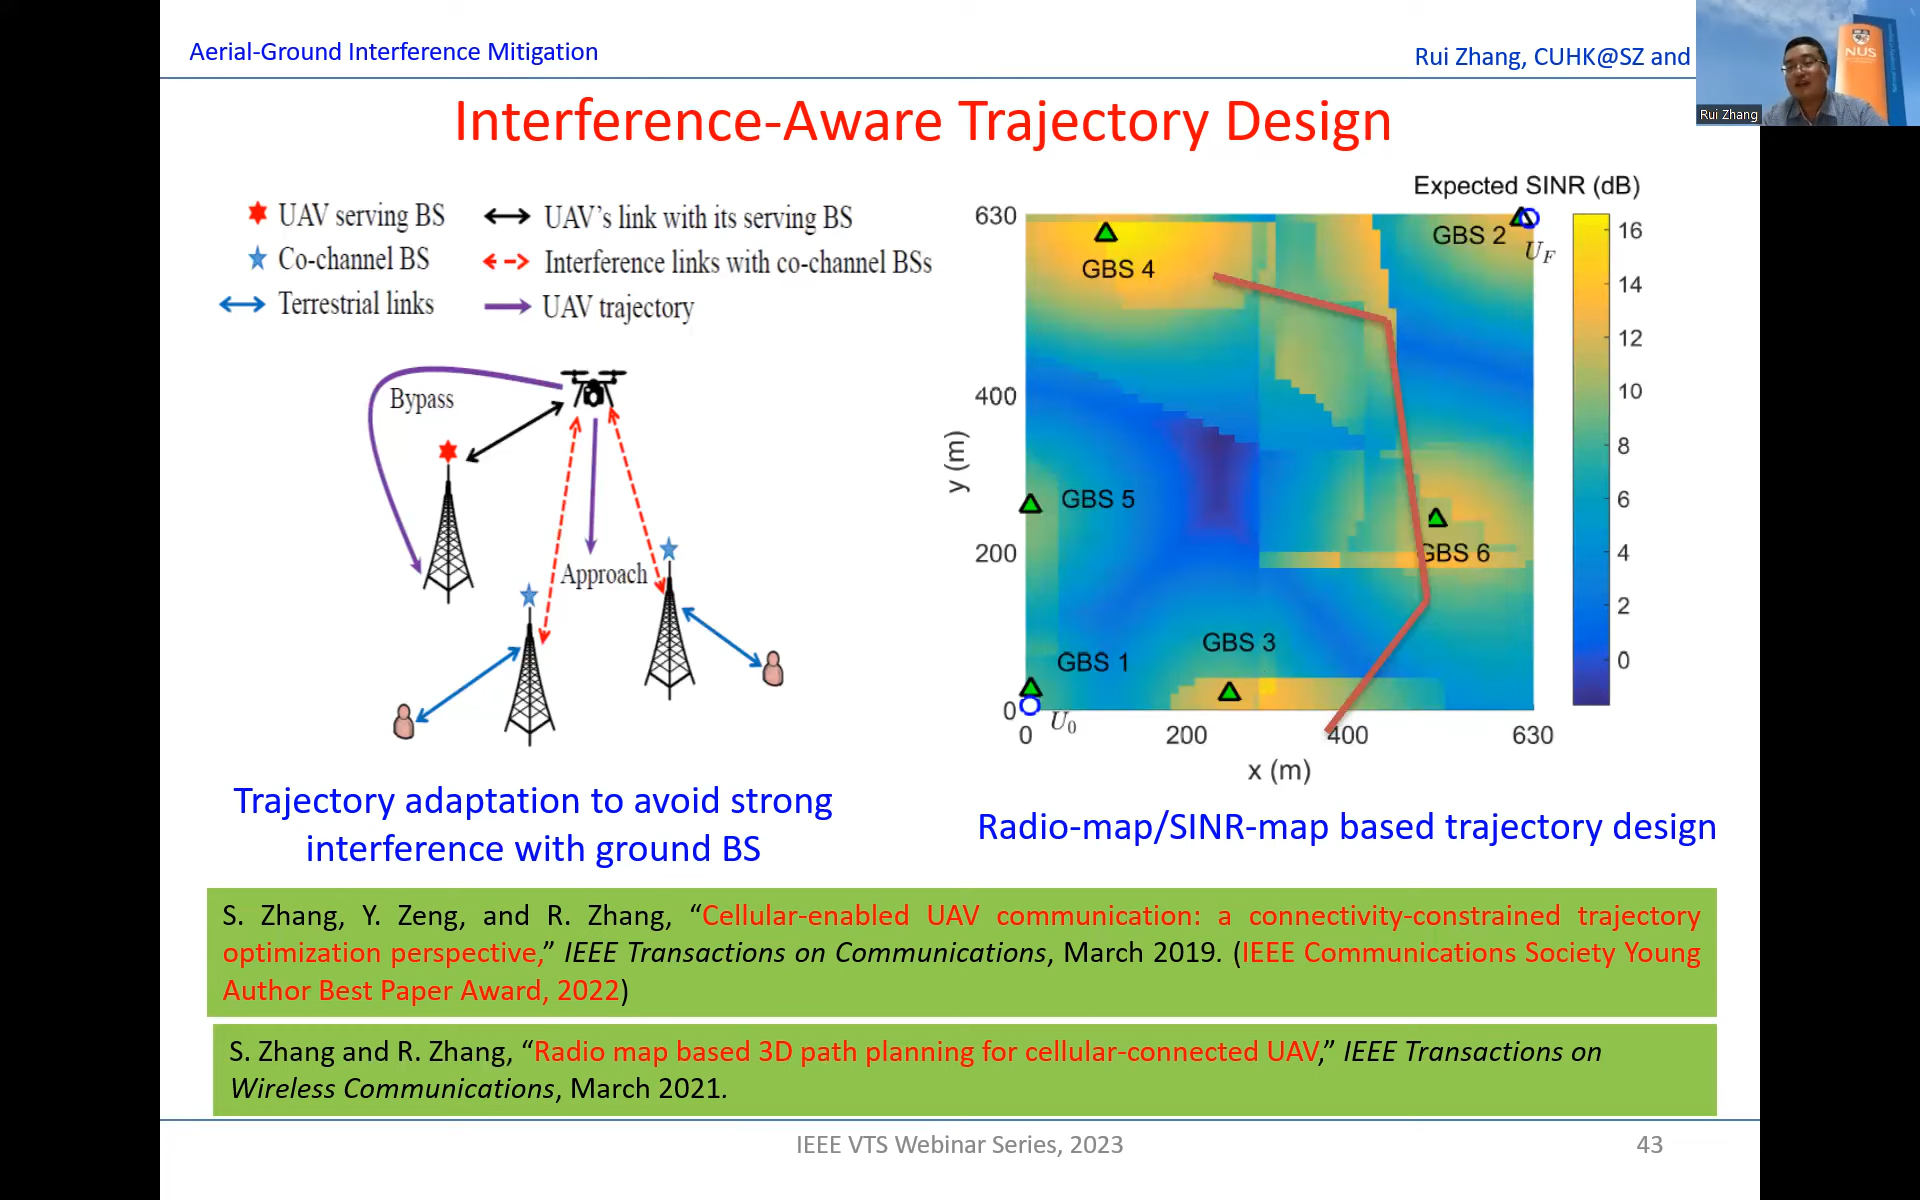 Aerial-Ground Interference Mitigation
Rui Zhang, CUHK@SZ and
NUS
Rui Zhang
Interference-Aware Trajectory Design
UAV serving BS
UAV's link with its serving BS
Co-channel BS
Interference links with co-channel BSs
Terrestrial links
UAV trajectory
Bypass
Approach
Expected SINR (dB)
630
400
200
0
y (m)
GBS 4
GBS 2
U_F
GBS 5
GBS 6
GBS 3
GBS 1
U_0
0 200 400 630
x (m)
16
14
12
10
8
6
4
2
0
Trajectory adaptation to avoid strong
interference with ground BS
Radio-map/SINR-map based trajectory design
S. Zhang, Y. Zeng, and R. Zhang, “Cellular-enabled UAV communication: a connectivity-constrained trajectory
optimization perspective,” IEEE Transactions on Communications, March 2019. (IEEE Communications Society Young
Author Best Paper Award, 2022)
S. Zhang and R. Zhang, “Radio map based 3D path planning for cellular-connected UAV,” IEEE Transactions on
Wireless Communications, March 2021.
IEEE VTS Webinar Series, 2023
43